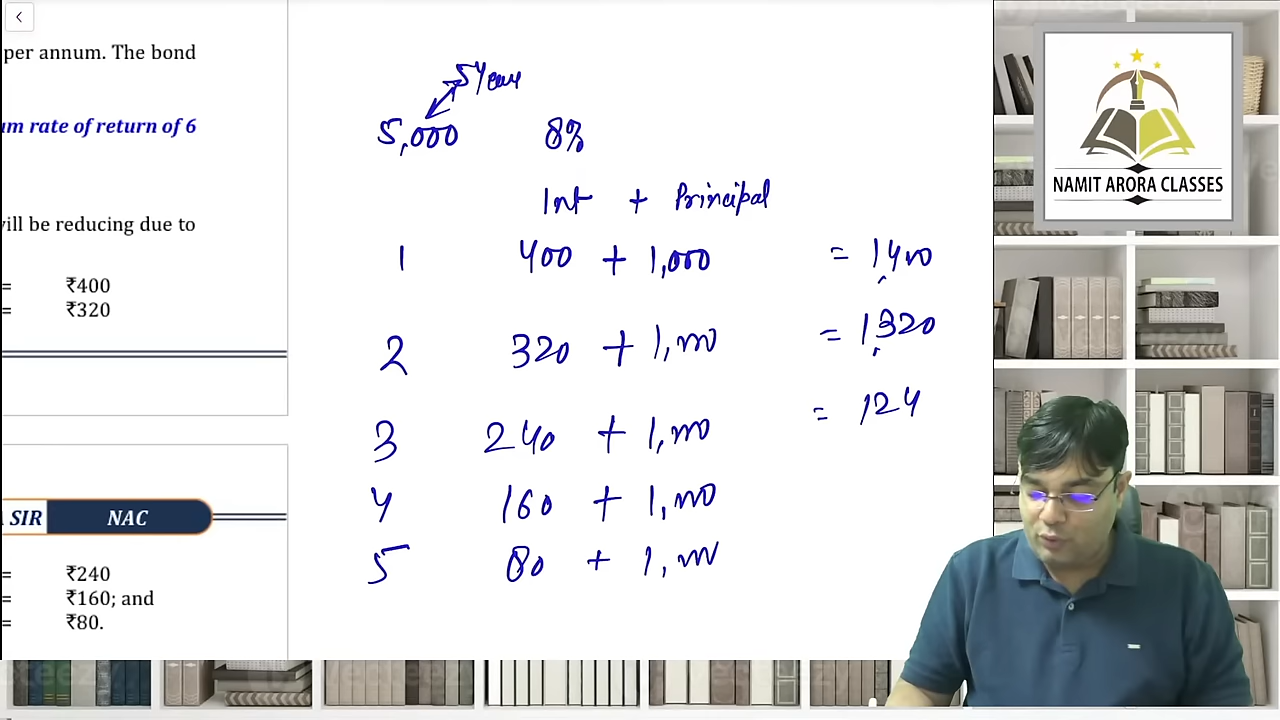 per annum. The bond
um rate of return of 6
will be reducing due to
= ₹400
= ₹320
SIR NAC
= ₹240
= ₹160; and
= ₹80.
5 Years
5,000 8%
Int + Principal
1 400 + 1,000 = 1,400
2 320 + 1,000 = 1,320
3 240 + 1,000 = 124
4 160 + 1,000
5 80 + 1,000
NAMIT ARORA CLASSES